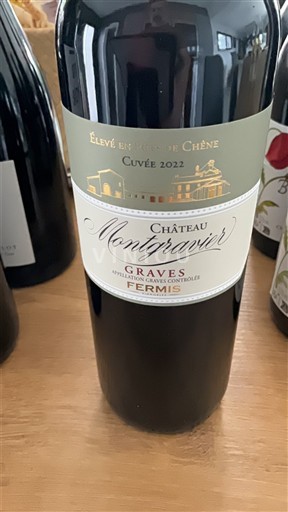 ÉLEVÉ EN DE CHÊNE
CUVÉE 2022
CHÂTEAU
Montgravier
GRAVES
APPELLATION GRAVES CONTRÔLÉE
FERMIS